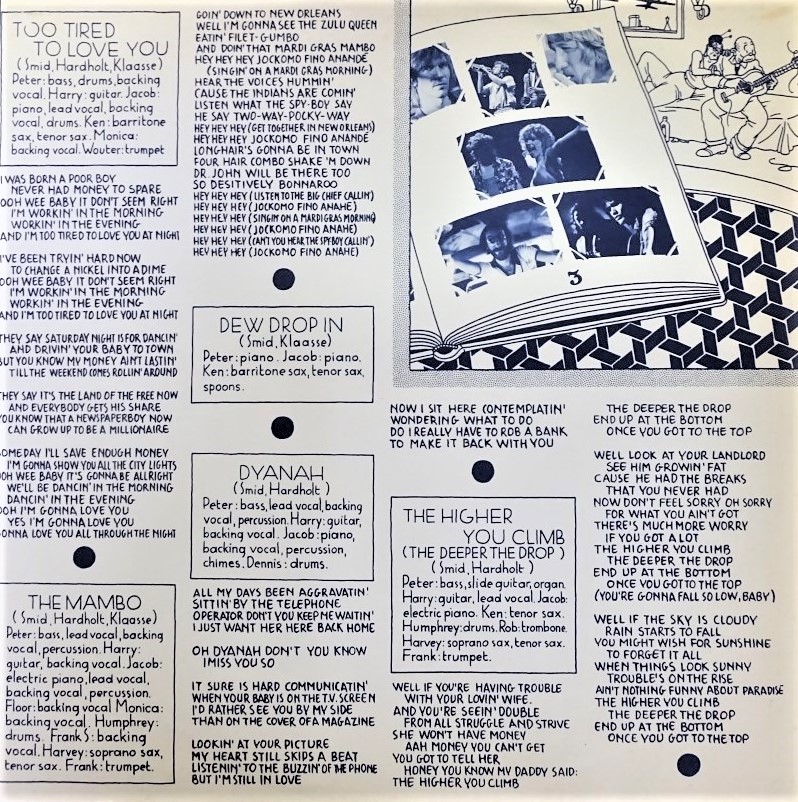 TOO TIRED
TO LOVE YOU
(Smid, Hardholt, Klaasse)
Peter: bass, drums, backing
vocal. Harry: guitar. Jacob:
piano, lead vocal, backing
vocal, drums. Ken: barritone
sax, tenor sax. Monica:
backing vocal. Wouter: trumpet
I WAS BORN A POOR BOY
NEVER HAD MONEY TO SPARE
OOH WEE BABY IT DON'T SEEM RIGHT
I'M WORKIN' IN THE MORNING
WORKIN' IN THE EVENING
AND I'M TOO TIRED TO LOVE YOU AT NIGHT
I'VE BEEN TRYIN' HARD NOW
TO CHANGE A NICKEL INTO A DIME
OOH WEE BABY IT DON'T SEEM RIGHT
I'M WORKIN' IN THE MORNING
WORKIN' IN THE EVENING
AND I'M TOO TIRED TO LOVE YOU AT NIGHT
THEY SAY SATURDAY NIGHT IS FOR DANCIN'
AND DRIVIN' YOUR BABY TO TOWN
BUT YOU KNOW MY MONEY AINT LASTIN'
TILL THE WEEKEND COMES ROLLIN' AROUND
THEY SAY IT'S THE LAND OF THE FREE NOW
AND EVERYBODY GETS HIS SHARE
YOU KNOW THAT A NEWSPAPERBOY NOW
CAN GROW UP TO BE A MILLIONAIRE
SOMEDAY I'LL SAVE ENOUGH MONEY
I'M GONNA SHOW YOU ALL THE CITY LIGHTS
OOH WEE BABY IT'S GONNA BE ALLRIGHT
WE'LL BE DANCIN' IN THE MORNING
DANCIN' IN THE EVENING
OOH I'M GONNA LOVE YOU
YES I'M GONNA LOVE YOU
GONNA LOVE YOU ALL THROUGH THE NIGHT
THE MAMBO
(Smid, Hardholt, Klaasse)
Peter: bass, lead vocal, backing
vocal, percussion. Harry:
guitar, backing vocal. Jacob:
electric piano, lead vocal,
backing vocal, percussion.
Floor: backing vocal Monica:
backing vocal. Humphrey:
drums. Frank S: backing
vocal. Harvey: soprano sax,
tenor sax. Frank: trumpet.
GOIN' DOWN TO NEW ORLEANS
WELL I'M GONNA SEE THE ZULU QUEEN
EATIN' FILET-GUMBO
AND DOIN' THAT MARDI GRAS MAMBO
HEY HEY HEY JOCKOMO FINO ANANDÉ
(SINGIN' ON A MARDI GRAS MORNING)
HEAR THE VOICES HUMMIN'
CAUSE THE INDIANS ARE COMIN'
LISTEN WHAT THE SPY-BOY SAY
HE SAY TWO-WAY-POCKY-WAY
HEY HEY HEY (GET TOGETHER IN NEW ORLEANS)
HEY HEY HEY JOCKOMO FINO ANANDÉ
LONGHAIR'S GONNA BE IN TOWN
FOUR HAIR COMBO SHAKE 'M DOWN
DR. JOHN WILL BE THERE TOO
SO DESITIVELY BONNAROO
HEY HEY HEY (LISTEN TO THE BIG CHIEF CALLIN')
HEY HEY HEY (JOKOMO FINO ANAHE)
HEY HEY HEY (SINGIN' ON A MARDI GRAS MORNING)
HEY HEY HEY (JOKOMO FINO ANAHE)
HEY HEY HEY (CAN'T YOU HEAR THE SPYBOY CALLIN')
HEY HEY HEY (JOCKOMO FINO ANAHE)
DEW DROP IN
(Smid, Klaasse)
Peter: piano. Jacob: piano.
Ken: barritone sax, tenor sax,
spoons.
DYANAH
(Smid, Hardholt)
Peter: bass, lead vocal, backing
vocal, percussion. Harry: guitar,
backing vocal. Jacob: piano,
backing vocal, percussion,
chimes. Dennis: drums.
ALL MY DAYS BEEN AGGRAVATIN'
SITTIN' BY THE TELEPHONE
OPERATOR DON'T YOU KEEP ME WAITIN'
I JUST WANT HER HERE BACK HOME
OH DYANAH DON'T YOU KNOW
I MISS YOU SO
IT SURE IS HARD COMMUNICATIN'
WHEN YOUR BABY IS ON THE T.V. SCREEN
I'D RATHER SEE YOU BY MY SIDE
THAN ON THE COVER OF A MAGAZINE
LOOKIN' AT YOUR PICTURE
MY HEART STILL SKIPS A BEAT
LISTENIN' TO THE BUZZIN' OF THE PHONE
BUT I'M STILL IN LOVE
3
NOW I SIT HERE CONTEMPLATIN'
WONDERING WHAT TO DO
DO I REALLY HAVE TO ROB A BANK
TO MAKE IT BACK WITH YOU
THE HIGHER
YOU CLIMB
(THE DEEPER THE DROP)
(Smid, Hardholt)
Peter: bass, slide guitar, organ.
Harry: guitar, lead vocal. Jacob:
electric piano. Ken: tenor sax.
Humphrey: drums. Rob: trombone.
Harvey: soprano sax, tenor sax.
Frank: trumpet.
WELL IF YOU'RE HAVING TROUBLE
WITH YOUR LOVIN' WIFE.
AND YOU'RE SEEIN' DOUBLE
FROM ALL STRUGGLE AND STRIVE
SHE WON'T HAVE MONEY
AAH MONEY YOU CAN'T GET
YOU GOT TO TELL HER
HONEY YOU KNOW MY DADDY SAID:
THE HIGHER YOU CLIMB
THE DEEPER THE DROP
END UP AT THE BOTTOM
ONCE YOU GOT TO THE TOP
WELL LOOK AT YOUR LANDLORD
SEE HIM GROWIN' FAT
CAUSE HE HAD THE BREAKS
THAT YOU NEVER HAD
NOW DON'T FEEL SORRY OH SORRY
FOR WHAT YOU AIN'T GOT
THERE'S MUCH MORE WORRY
IF YOU GOT A LOT
THE HIGHER YOU CLIMB
THE DEEPER THE DROP
END UP AT THE BOTTOM
ONCE YOU GOT TO THE TOP
(YOU'RE GONNA FALL SO LOW, BABY)
WELL IF THE SKY IS CLOUDY
RAIN STARTS TO FALL
YOU MIGHT WISH FOR SUNSHINE
TO FORGET IT ALL
WHEN THINGS LOOK SUNNY
TROUBLE'S ON THE RISE
AIN'T NOTHING FUNNY ABOUT PARADISE
THE HIGHER YOU CLIMB
THE DEEPER THE DROP
END UP AT THE BOTTOM
ONCE YOU GOT TO THE TOP